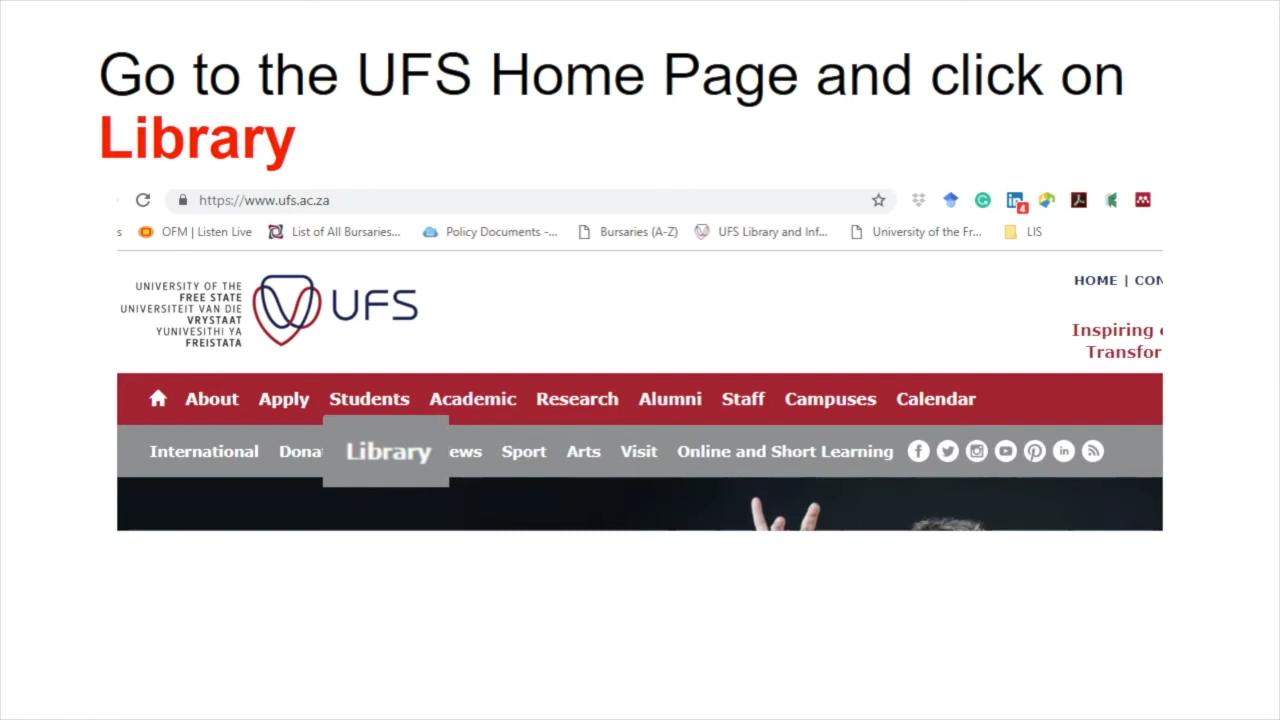 Go to the UFS Home Page and click on
Library
https://www.ufs.ac.za
4
s OFM | Listen Live List of All Bursaries... Policy Documents -... Bursaries (A-Z) UFS Library and Inf... University of the Fr... LIS
HOME | CON
UNIVERSITY OF THE
FREE STATE
UNIVERSITEIT VAN DIE
VRYSTAAT
YUNIVESITHI YA
FREISTATA
UFS
Inspiring
Transfor
About Apply Students Academic Research Alumni Staff Campuses Calendar
International Dona Library ews Sport Arts Visit Online and Short Learning